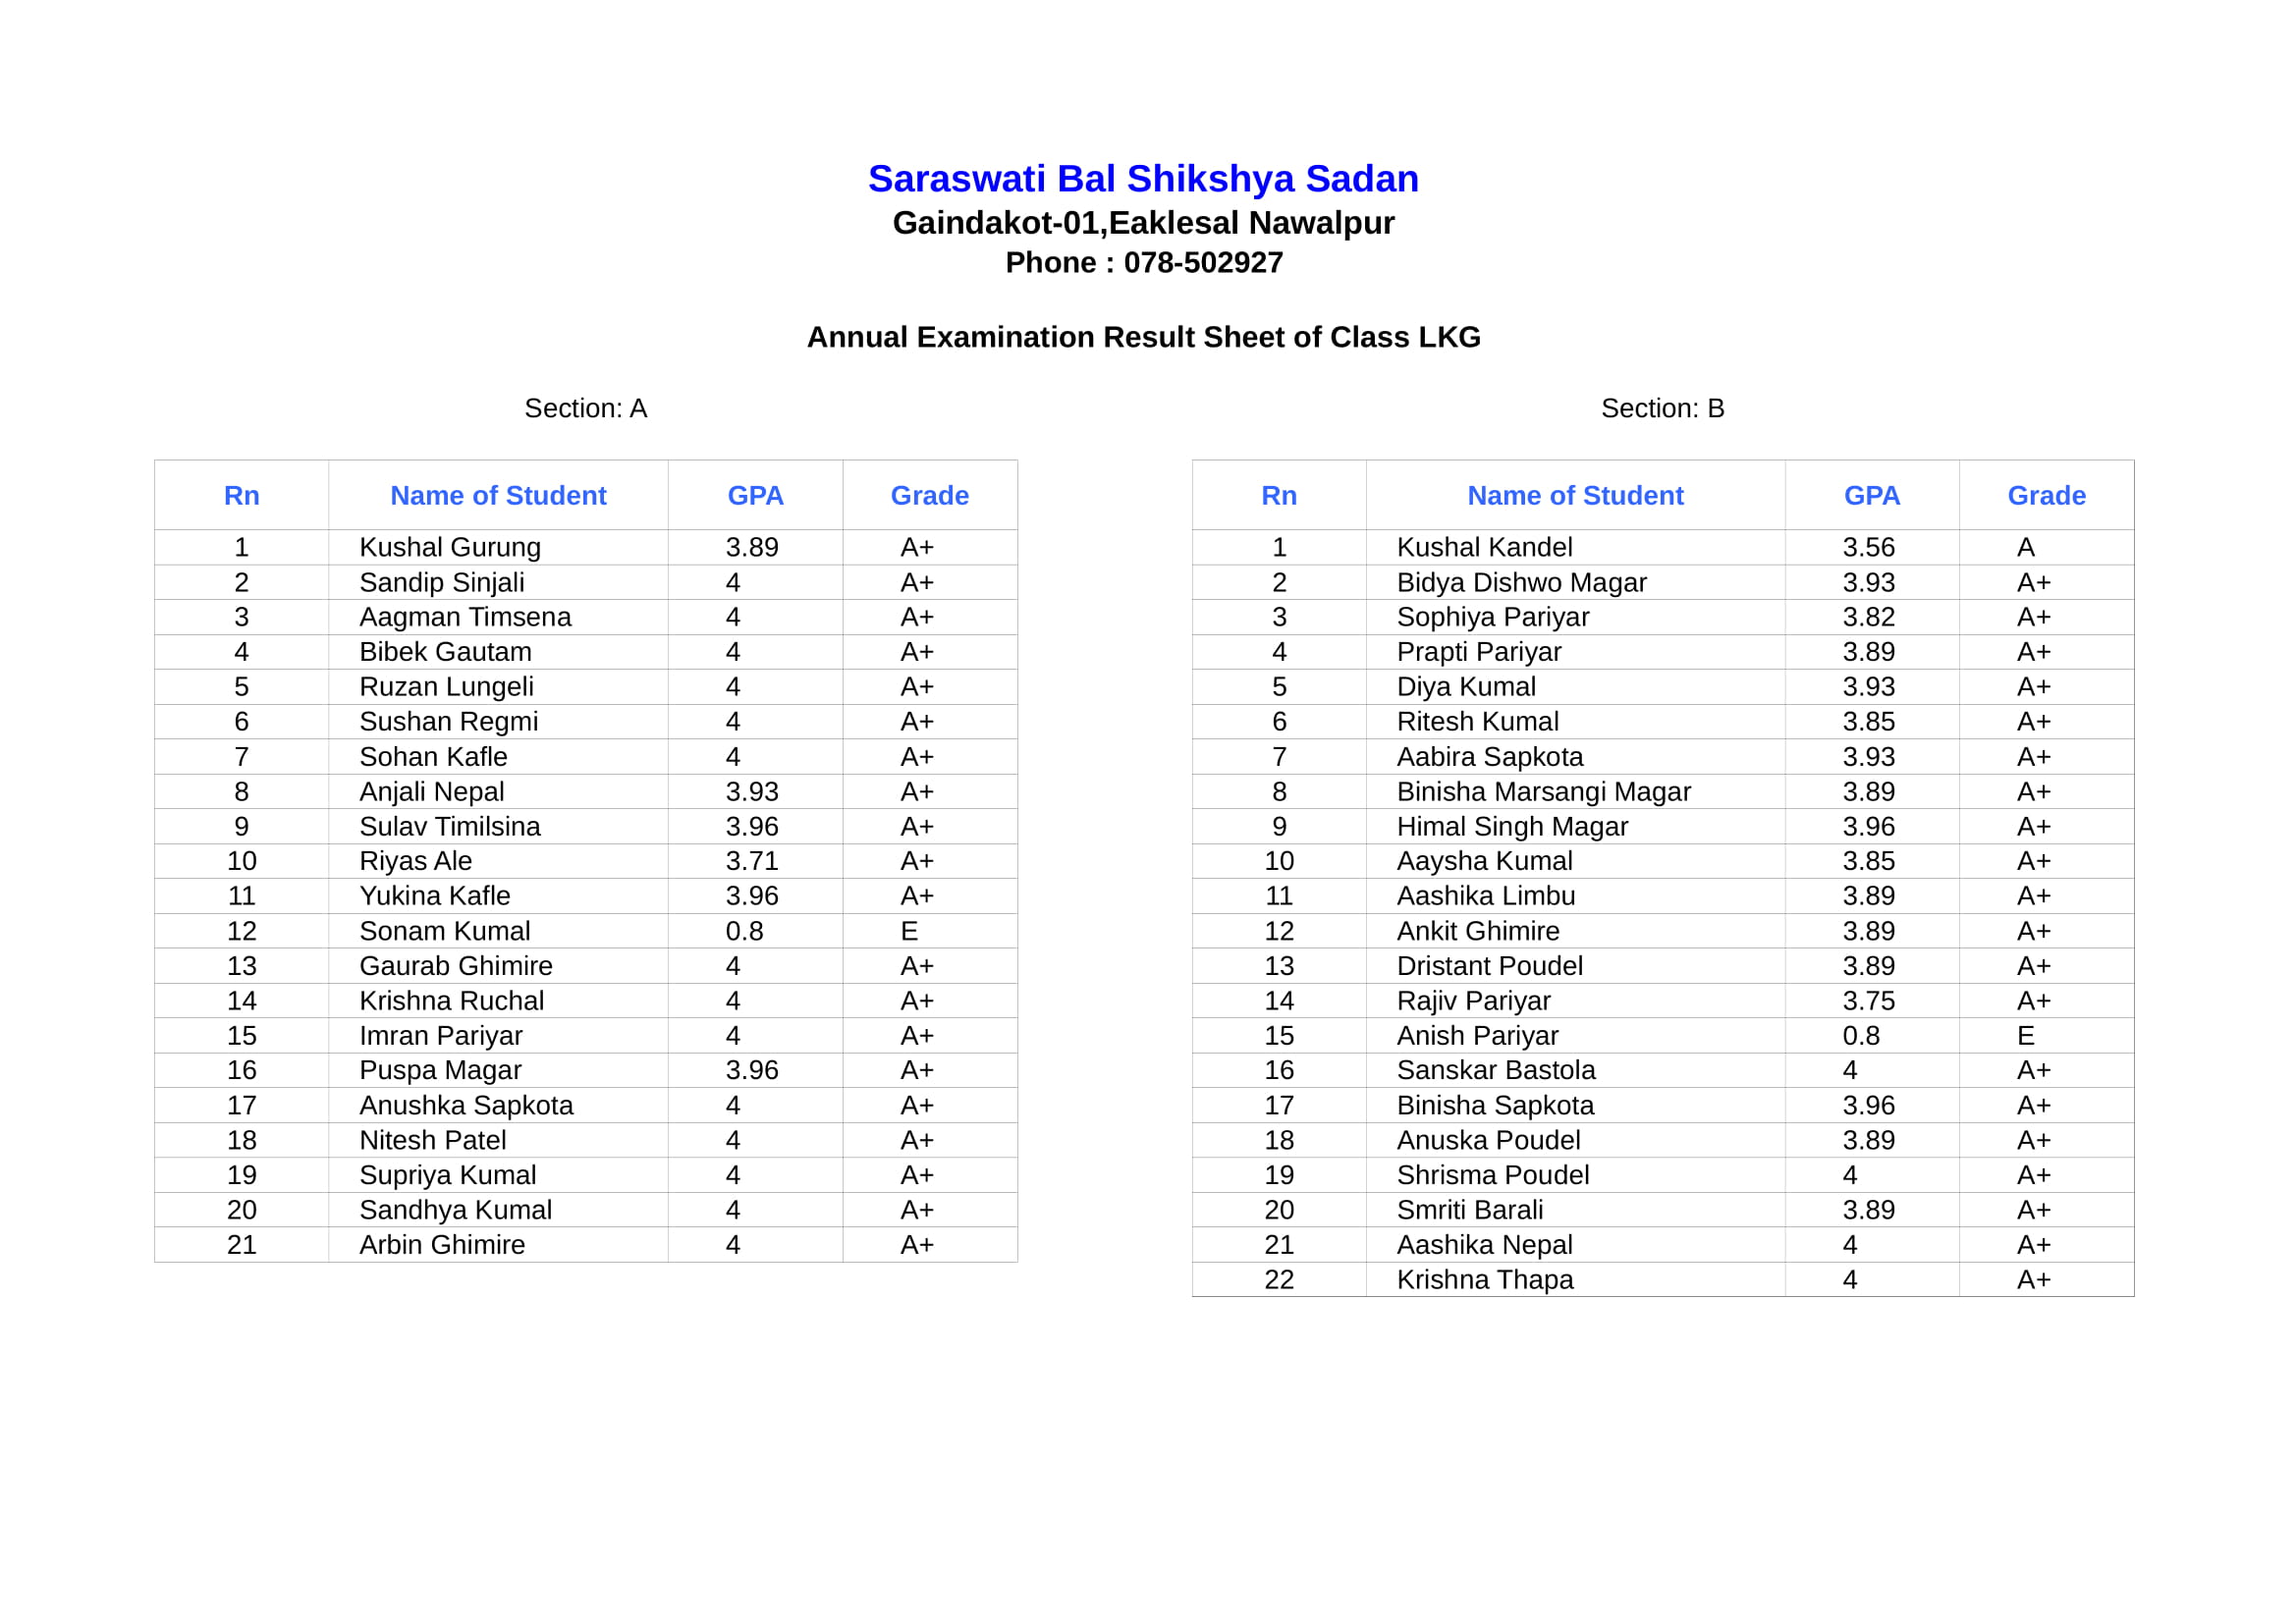 Saraswati Bal Shikshya Sadan
Gaindakot-01,Eaklesal Nawalpur
Phone : 078-502927
Annual Examination Result Sheet of Class LKG
Section: A
Rn Name of Student GPA Grade
1 Kushal Gurung 3.89 A+
2 Sandip Sinjali 4 A+
3 Aagman Timsena 4 A+
4 Bibek Gautam 4 A+
5 Ruzan Lungeli 4 A+
6 Sushan Regmi 4 A+
7 Sohan Kafle 4 A+
8 Anjali Nepal 3.93 A+
9 Sulav Timilsina 3.96 A+
10 Riyas Ale 3.71 A+
11 Yukina Kafle 3.96 A+
12 Sonam Kumal 0.8 E
13 Gaurab Ghimire 4 A+
14 Krishna Ruchal 4 A+
15 Imran Pariyar 4 A+
16 Puspa Magar 3.96 A+
17 Anushka Sapkota 4 A+
18 Nitesh Patel 4 A+
19 Supriya Kumal 4 A+
20 Sandhya Kumal 4 A+
21 Arbin Ghimire 4 A+
Section: B
Rn Name of Student GPA Grade
1 Kushal Kandel 3.56 A
2 Bidya Dishwo Magar 3.93 A+
3 Sophiya Pariyar 3.82 A+
4 Prapti Pariyar 3.89 A+
5 Diya Kumal 3.93 A+
6 Ritesh Kumal 3.85 A+
7 Aabira Sapkota 3.93 A+
8 Binisha Marsangi Magar 3.89 A+
9 Himal Singh Magar 3.96 A+
10 Aaysha Kumal 3.85 A+
11 Aashika Limbu 3.89 A+
12 Ankit Ghimire 3.89 A+
13 Dristant Poudel 3.89 A+
14 Rajiv Pariyar 3.75 A+
15 Anish Pariyar 0.8 E
16 Sanskar Bastola 4 A+
17 Binisha Sapkota 3.96 A+
18 Anuska Poudel 3.89 A+
19 Shrisma Poudel 4 A+
20 Smriti Barali 3.89 A+
21 Aashika Nepal 4 A+
22 Krishna Thapa 4 A+